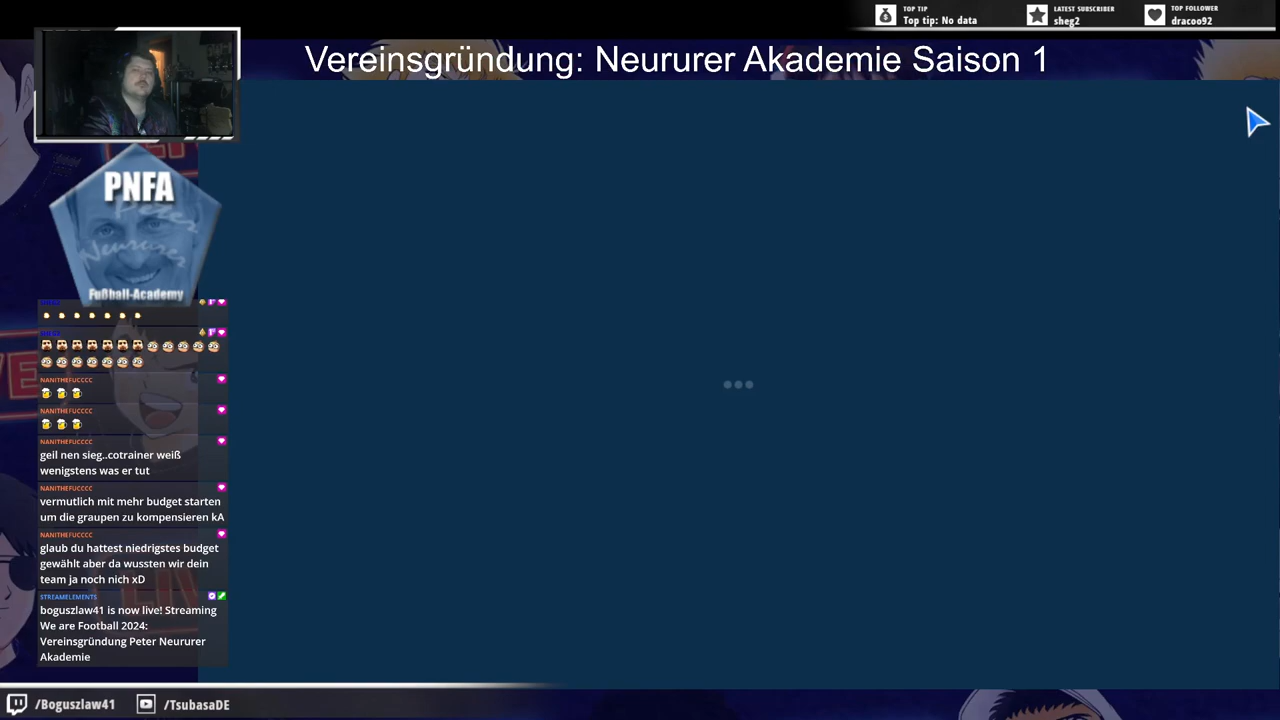 TOP TIP
Top tip: No data
LATEST SUBSCRIBER
sheg2
TOP FOLLOWER
dracoo92
Vereinsgründung: Neururer Akademie Saison 1
PNFA
Peter
Neururer
Fußball-Academy
NANITHEFUCCCC
NANITHEFUCCCC
NANITHEFUCCCC
geil nen sieg..cotrainer weiß
wenigstens was er tut
NANITHEFUCCCC
vermutlich mit mehr budget starten
um die graupen zu kompensieren kA
NANITHEFUCCCC
glaub du hattest niedrigstes budget
gewählt aber da wussten wir dein
team ja noch nich xD
STREAMELEMENTS
boguszlaw41 is now live! Streaming
We are Football 2024:
Vereinsgründung Peter Neururer
Akademie
/Boguszlaw41
/TsubasaDE